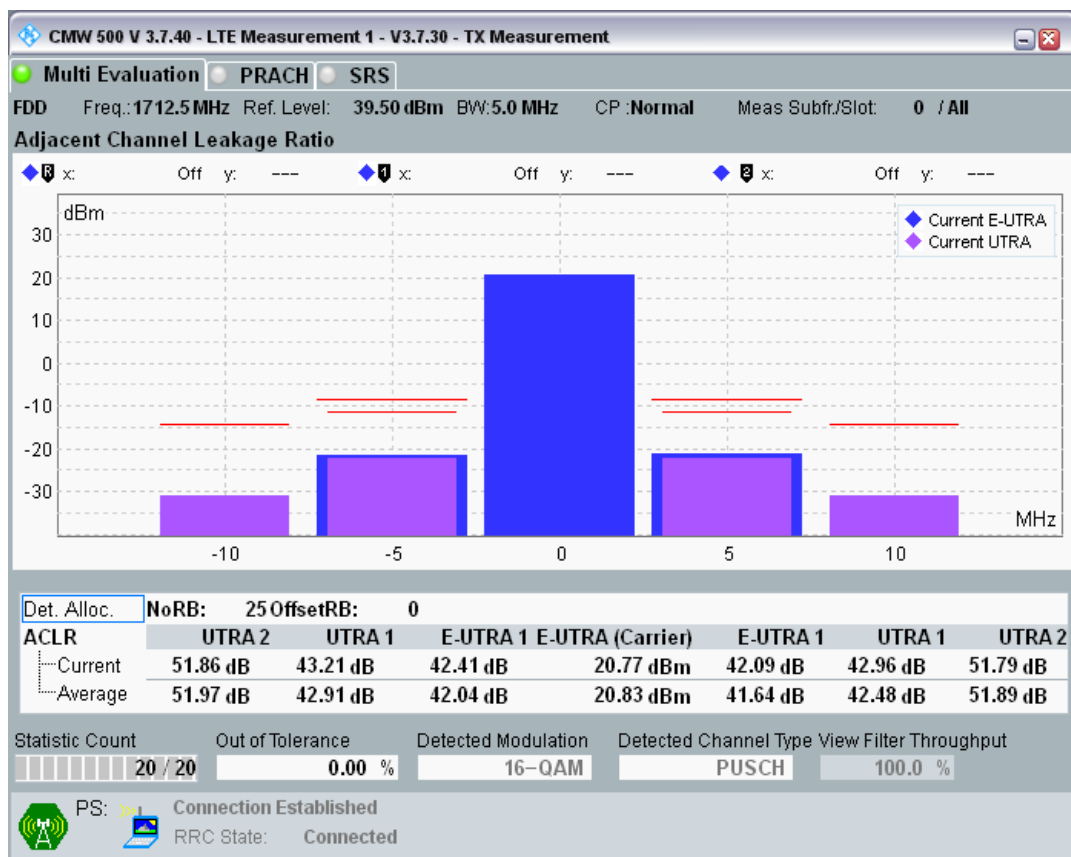 CMW 500 V 3.7.40 - LTE Measurement 1 - V3.7.30 - TX Measurement
Multi Evaluation PRACH SRS
FDD Freq.:1712.5 MHz Ref. Level: 39.50 dBm BW:5.0 MHz CP :Normal Meas Subfr./Slot: 0 / All
Adjacent Channel Leakage Ratio
R x: Off y: --- 1 x: Off y: --- 2 x: Off y: ---
dBm
Current E-UTRA
Current UTRA
30
20
10
0
-10
-20
-30
MHz
-10 -5 0 5 10
Det. Alloc. NoRB: 25 OffsetRB: 0
ACLR UTRA 2 UTRA 1 E-UTRA 1 E-UTRA (Carrier) E-UTRA 1 UTRA 1 UTRA 2
Current 51.86 dB 43.21 dB 42.41 dB 20.77 dBm 42.09 dB 42.96 dB 51.79 dB
Average 51.97 dB 42.91 dB 42.04 dB 20.83 dBm 41.64 dB 42.48 dB 51.89 dB
Statistic Count Out of Tolerance Detected Modulation Detected Channel Type View Filter Throughput
20 / 20 0.00 % 16-QAM PUSCH 100.0 %
PS: Connection Established
RRC State: Connected